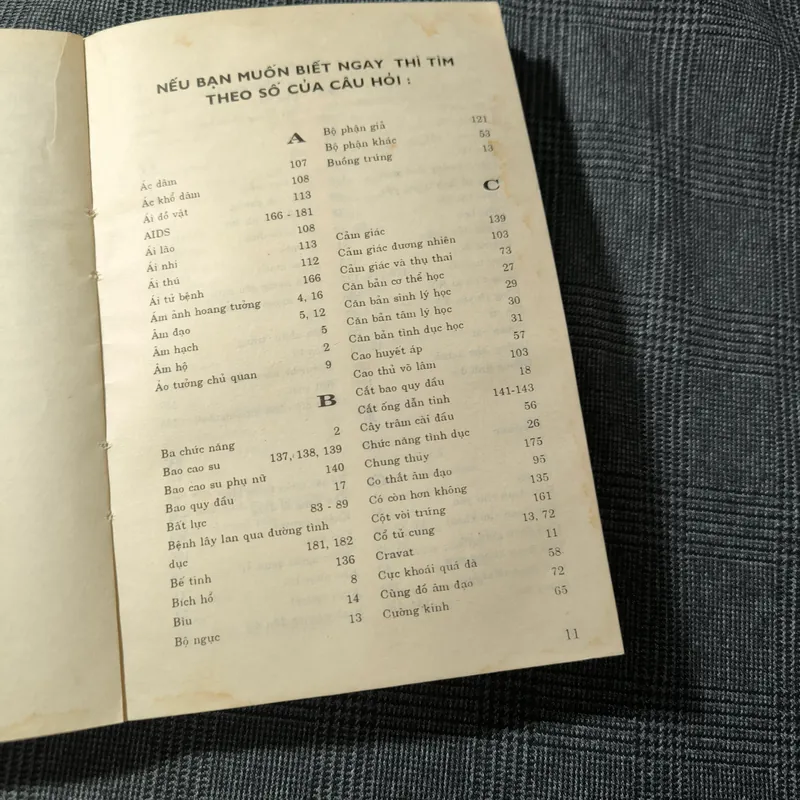 NẾU BẠN MUỐN BIẾT NGAY THÌ TÌM
THEO SỐ CỦA CÂU HỎI :
A
Ác dâm 107
Ác khổ dâm 108
Ái đồ vật 113
AIDS 166 - 181
Ái lão 108
Ái nhi 113
Ái thú 112
Ái tử bệnh 166
Ám ảnh hoang tưởng 4, 16
Âm đạo 5, 12
Âm hạch 5
Âm hộ 2
Ảo tưởng chủ quan 9
B
Ba chức năng 2
Bao cao su 137, 138, 139
Bao cao su phụ nữ 140
Bao quy đầu 17
Bất lực 83 - 89
Bệnh lây lan qua đường tình
dục 181, 182
Bế tinh 136
Bích hổ 8
Bìu 14
Bộ ngực 13
Bộ phận giả 121
Bộ phận khác 53
Buồng trứng 13
C
Cảm giác 139
Cảm giác đương nhiên 103
Cảm giác và thụ thai 73
Căn bản cơ thể học 27
Căn bản sinh lý học 29
Căn bản tâm lý học 30
Căn bản tình dục học 31
Cao huyết áp 57
Cao thủ võ lâm 103
Cắt bao quy đầu 18
Cắt ống dẫn tinh 141-143
Cây trâm cài đầu 56
Chức năng tình dục 26
Chung thủy 175
Co thắt âm đạo 95
Có còn hơn không 135
Cột vòi trứng 161
Cổ tử cung 13, 72
Cravat 11
Cực khoái quá đà 58
Cùng đồ âm đạo 72
Cường kinh 65
11